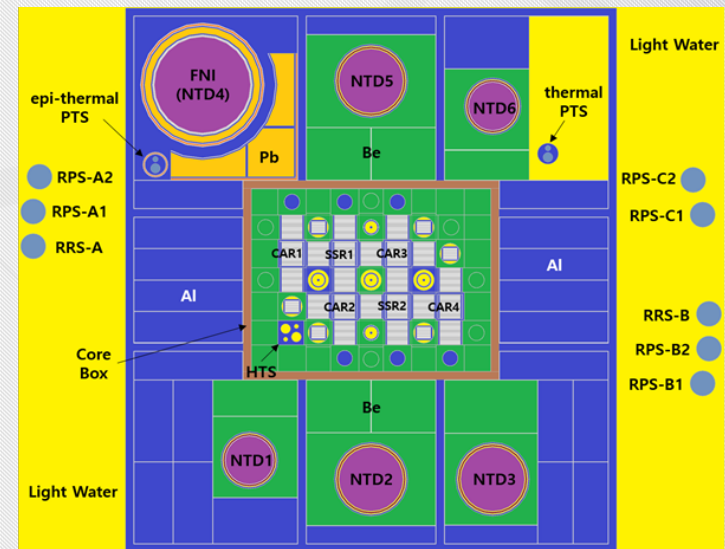 Light Water
FNI
(NTD4)
NTD5
NTD6
epi-thermal
PTS
thermal
PTS
Pb
Be
RPS-A2
RPS-A1
RRS-A
RPS-C2
RPS-C1
CAR1
SSR1
CAR3
Al
Al
CAR2
SSR2
CAR4
RRS-B
RPS-B2
RPS-B1
Core
Box
HTS
Be
NTD1
NTD2
NTD3
Light Water